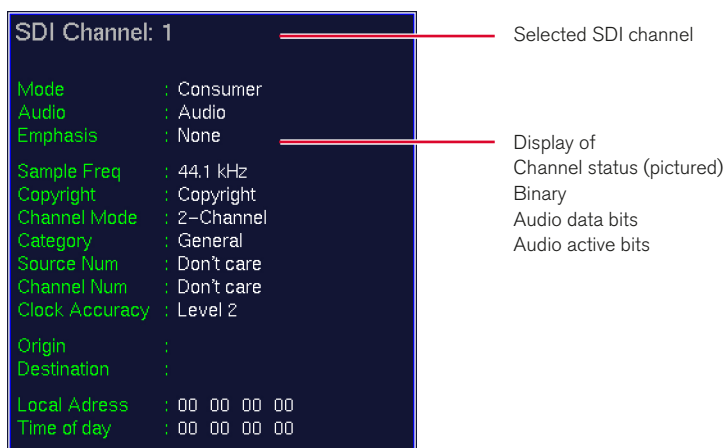 SDI Channel: 1
Mode : Consumer
Audio : Audio
Emphasis : None
Sample Freq : 44.1 kHz
Copyright : Copyright
Channel Mode : 2-Channel
Category : General
Source Num : Don't care
Channel Num : Don't care
Clock Accuracy : Level 2
Origin :
Destination :
Local Adress : 00 00 00 00
Time of day : 00 00 00 00
Selected SDI channel
Display of
Channel status (pictured)
Binary
Audio data bits
Audio active bits